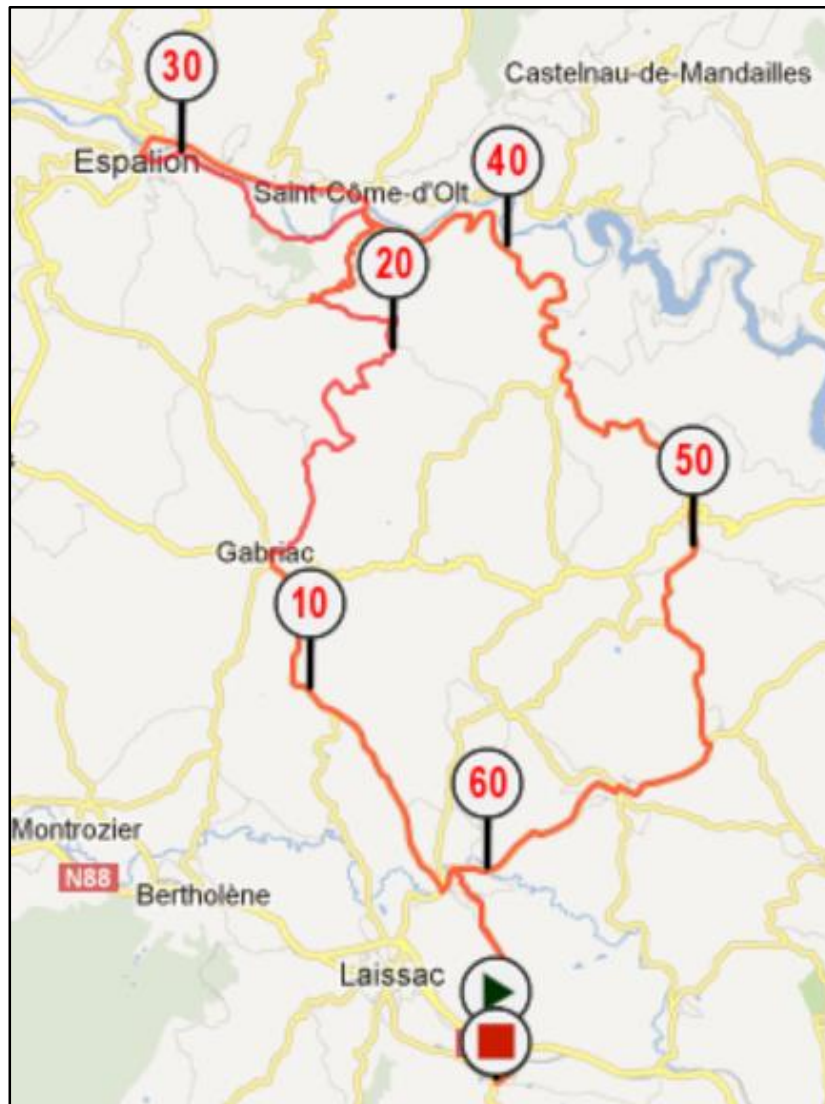 30
Castelnau-de-Mandailles
40
Espalion
Saint-Côme-d'Olt
20
50
Gabriac
10
60
Montrozier
N88
Bertholène
Laissac